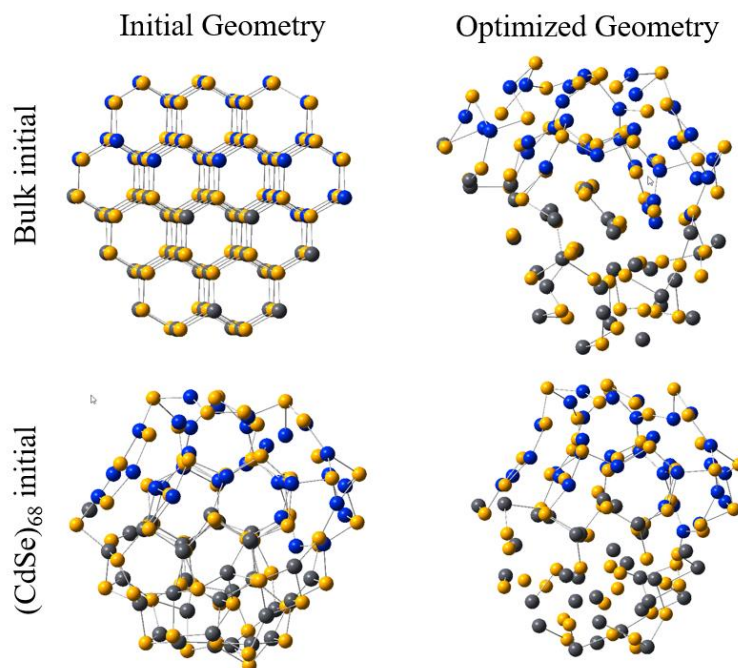 Initial Geometry
Optimized Geometry
Bulk initial
(CdSe)₆₈ initial